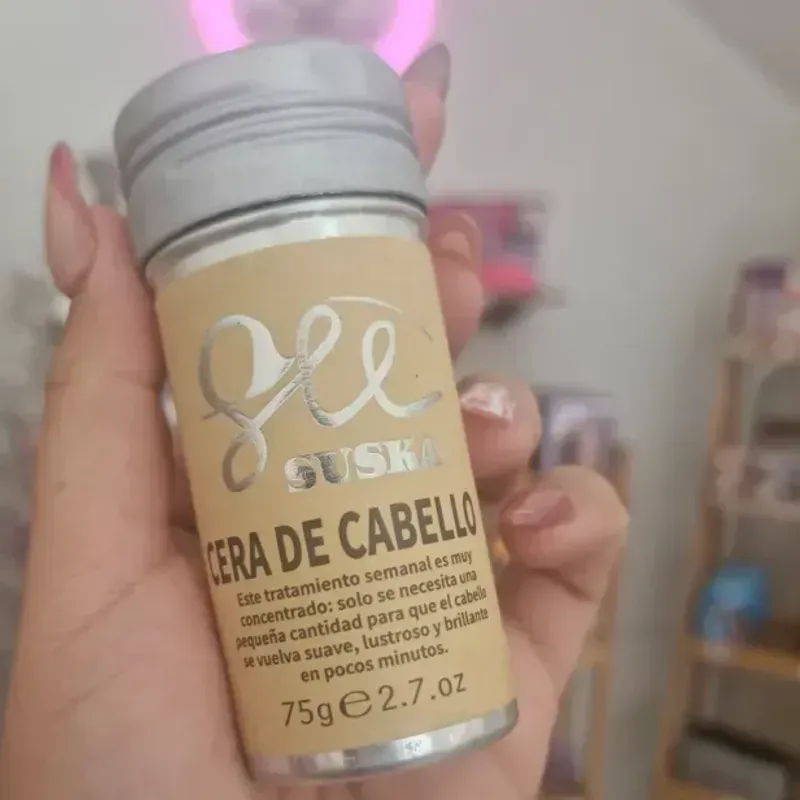 Gee
SUSKA
CERA DE CABELLO
Este tratamiento semanal es muy
concentrado: solo se necesita una
pequeña cantidad para que el cabello
se vuelva suave, lustroso y brillante
en pocos minutos.
75g℮2.7.oz